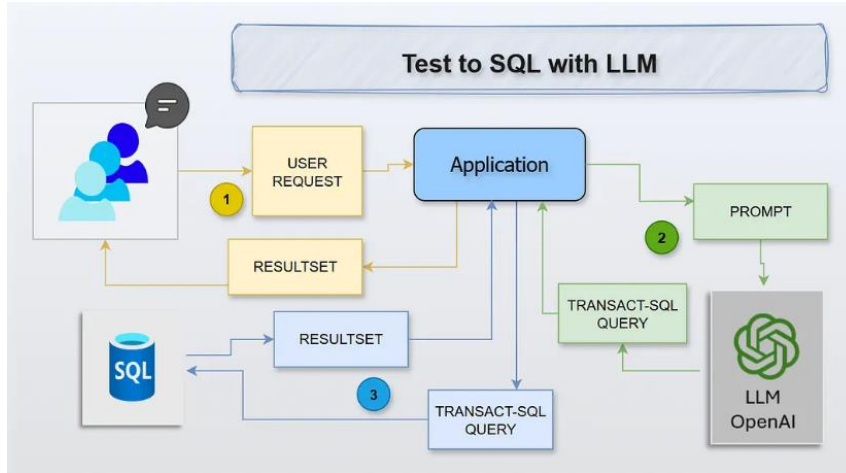 Test to SQL with LLM
USER
REQUEST
Application
1
PROMPT
2
RESULTSET
TRANSACT-SQL
QUERY
RESULTSET
SQL
3
TRANSACT-SQL
QUERY
LLM
OpenAI